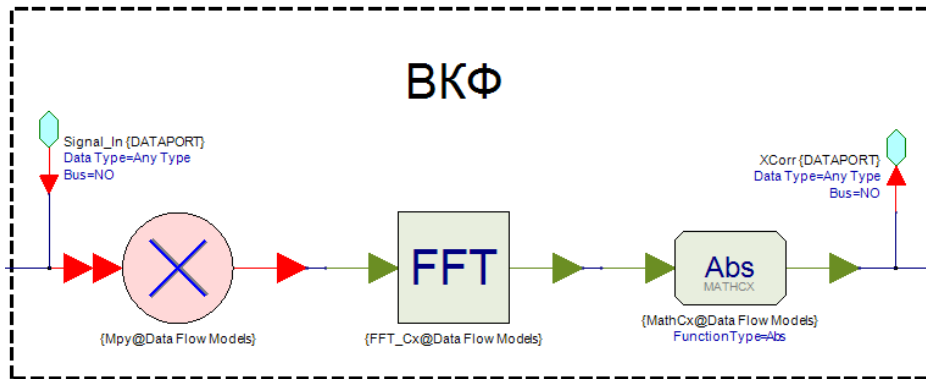 ВКФ
Signal_In {DATAPORT}
Data Type=Any Type
Bus=NO
XCorr {DATAPORT}
Data Type=Any Type
Bus=NO
FFT
Abs
MATHCX
{Mpy@Data Flow Models}
{FFT_Cx@Data Flow Models}
{MathCx@Data Flow Models}
FunctionType=Abs